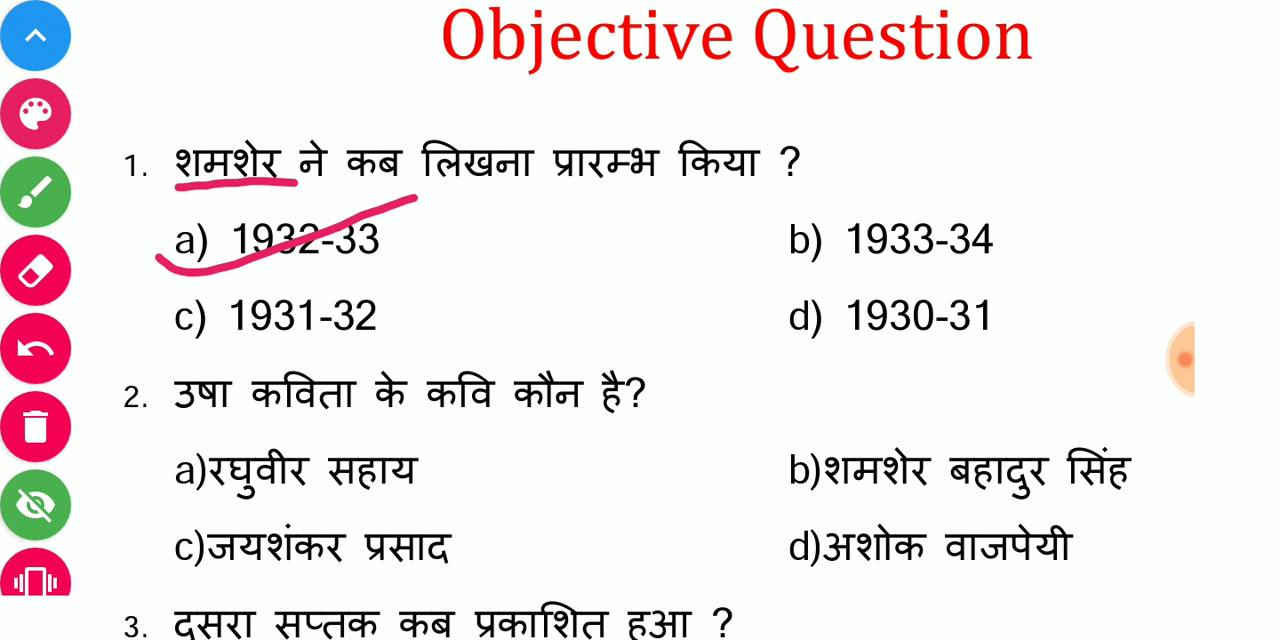 Objective Question
1. शमशेर ने कब लिखना प्रारम्भ किया ?
a) 1932-33 b) 1933-34
c) 1931-32 d) 1930-31
2. उषा कविता के कवि कौन है?
a)रघुवीर सहाय b)शमशेर बहादुर सिंह
c)जयशंकर प्रसाद d)अशोक वाजपेयी
3. दूसरा सप्तक कब प्रकाशित हुआ ?